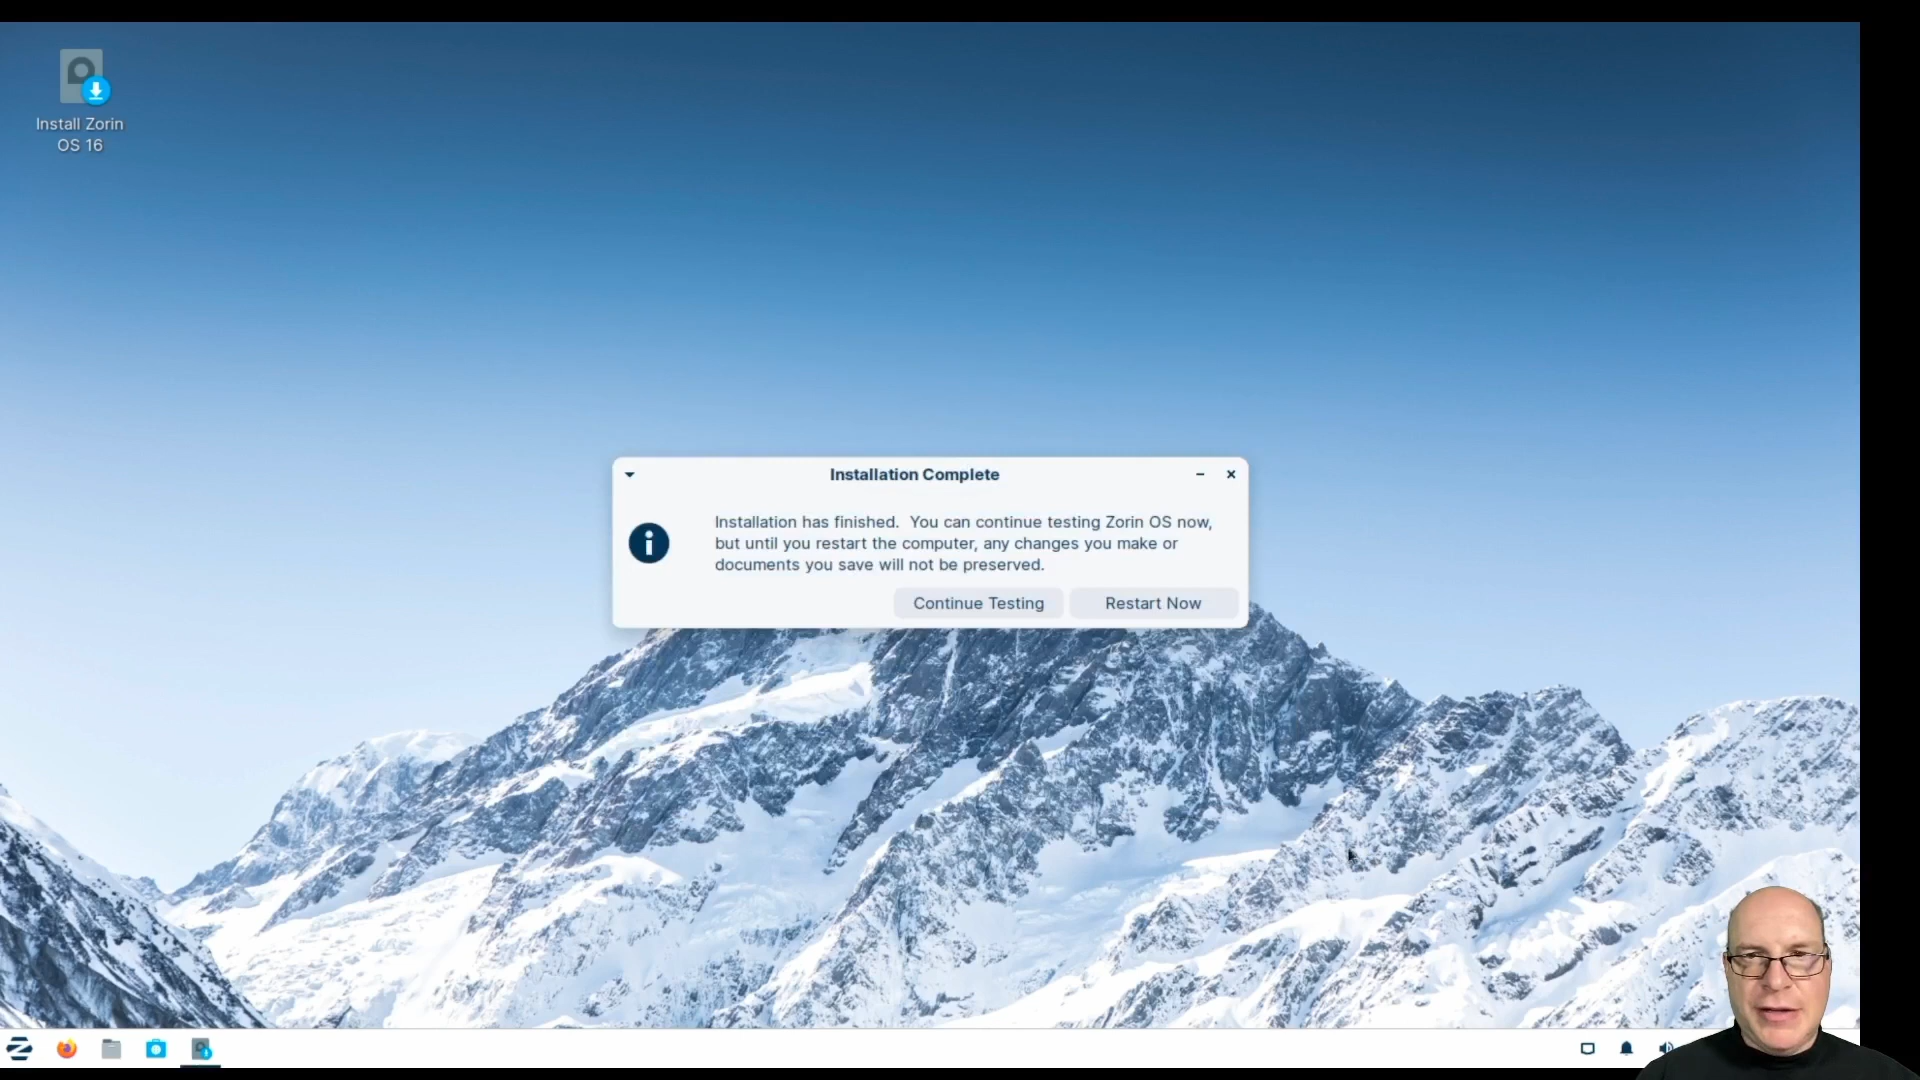 Install Zorin
OS 16
Installation Complete
Installation has finished.  You can continue testing Zorin OS now,
but until you restart the computer, any changes you make or
documents you save will not be preserved.
Continue Testing
Restart Now